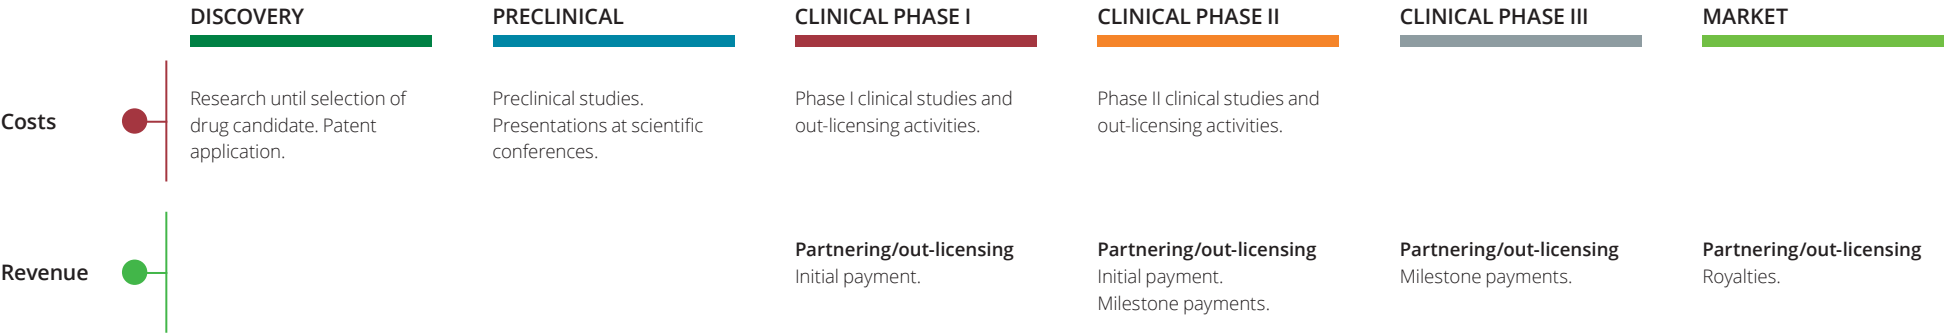 DISCOVERY
PRECLINICAL
CLINICAL PHASE I
CLINICAL PHASE II
CLINICAL PHASE III
MARKET
Costs
Research until selection of
drug candidate. Patent
application.
Preclinical studies.
Presentations at scientific
conferences.
Phase I clinical studies and
out-licensing activities.
Phase II clinical studies and
out-licensing activities.
Revenue
Partnering/out-licensing
Initial payment.
Partnering/out-licensing
Initial payment.
Milestone payments.
Partnering/out-licensing
Milestone payments.
Partnering/out-licensing
Royalties.